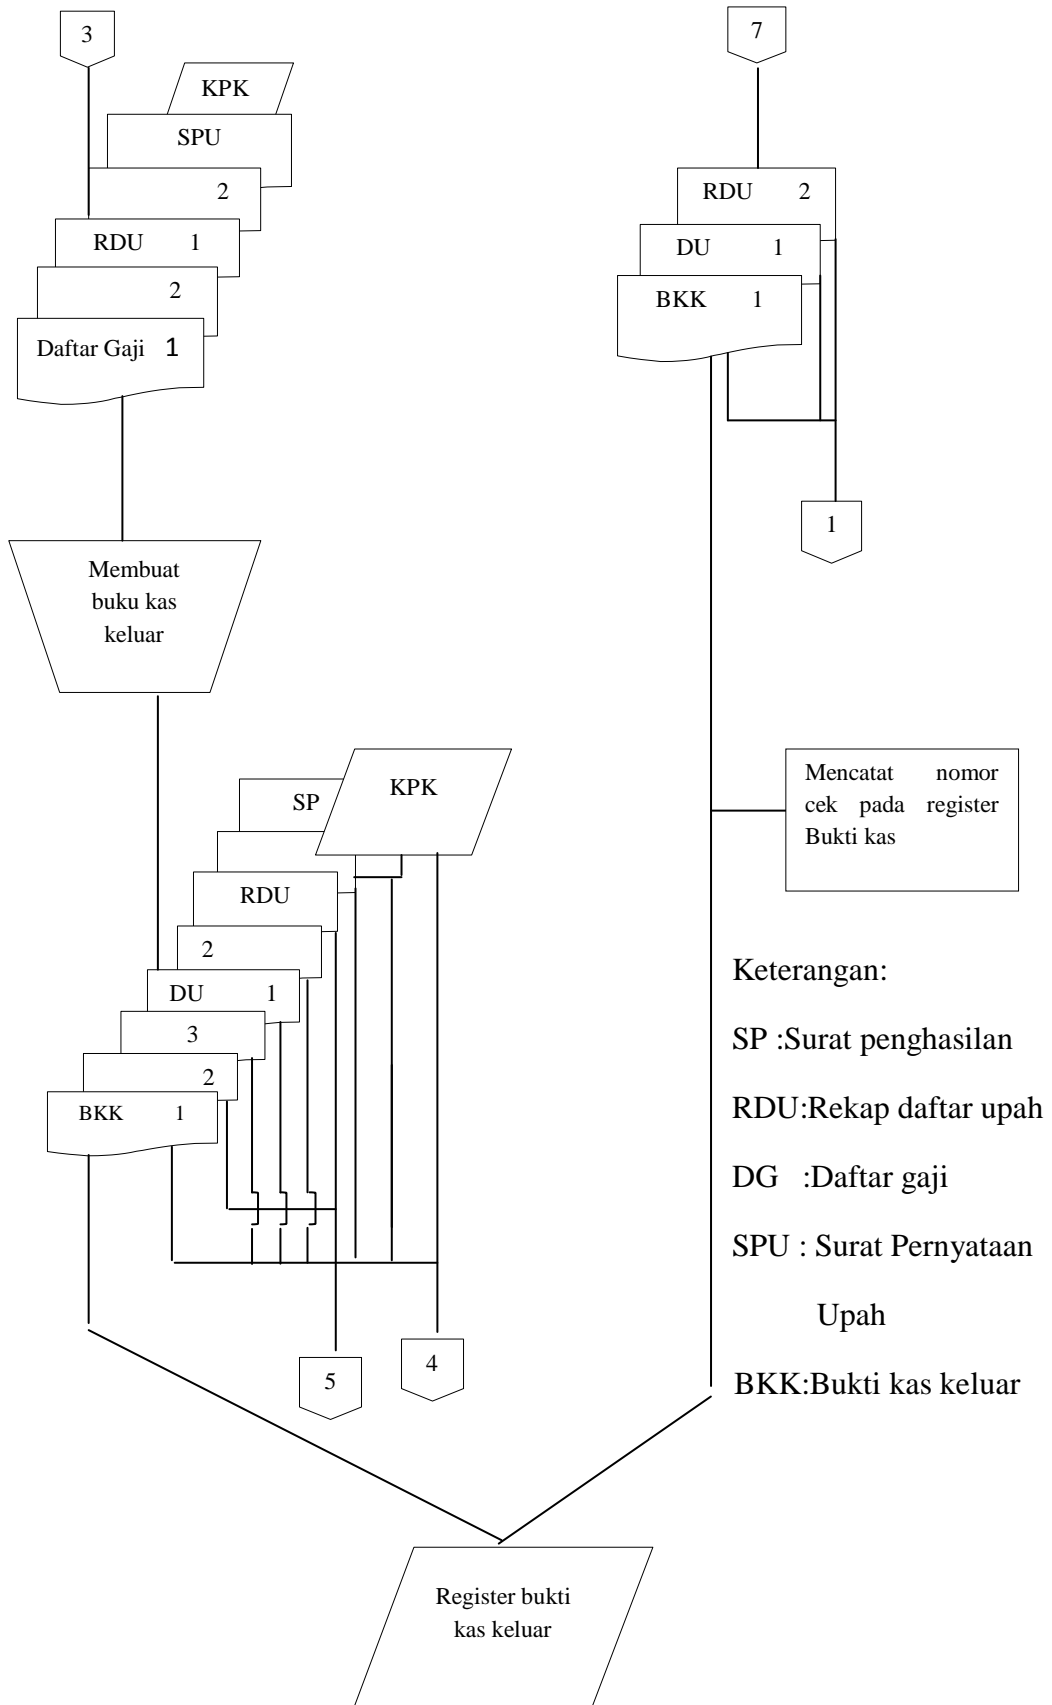 3
KPK
SPU
2
RDU 1
2
Daftar Gaji 1
Membuat
buku kas
keluar
KPK
SP
RDU
2
DU 1
3
2
BKK 1
5
4
7
RDU 2
DU 1
BKK 1
1
Mencatat nomor
cek pada register
Bukti kas
Keterangan:
SP :Surat penghasilan
RDU:Rekap daftar upah
DG :Daftar gaji
SPU : Surat Pernyataan
Upah
BKK:Bukti kas keluar
Register bukti
kas keluar